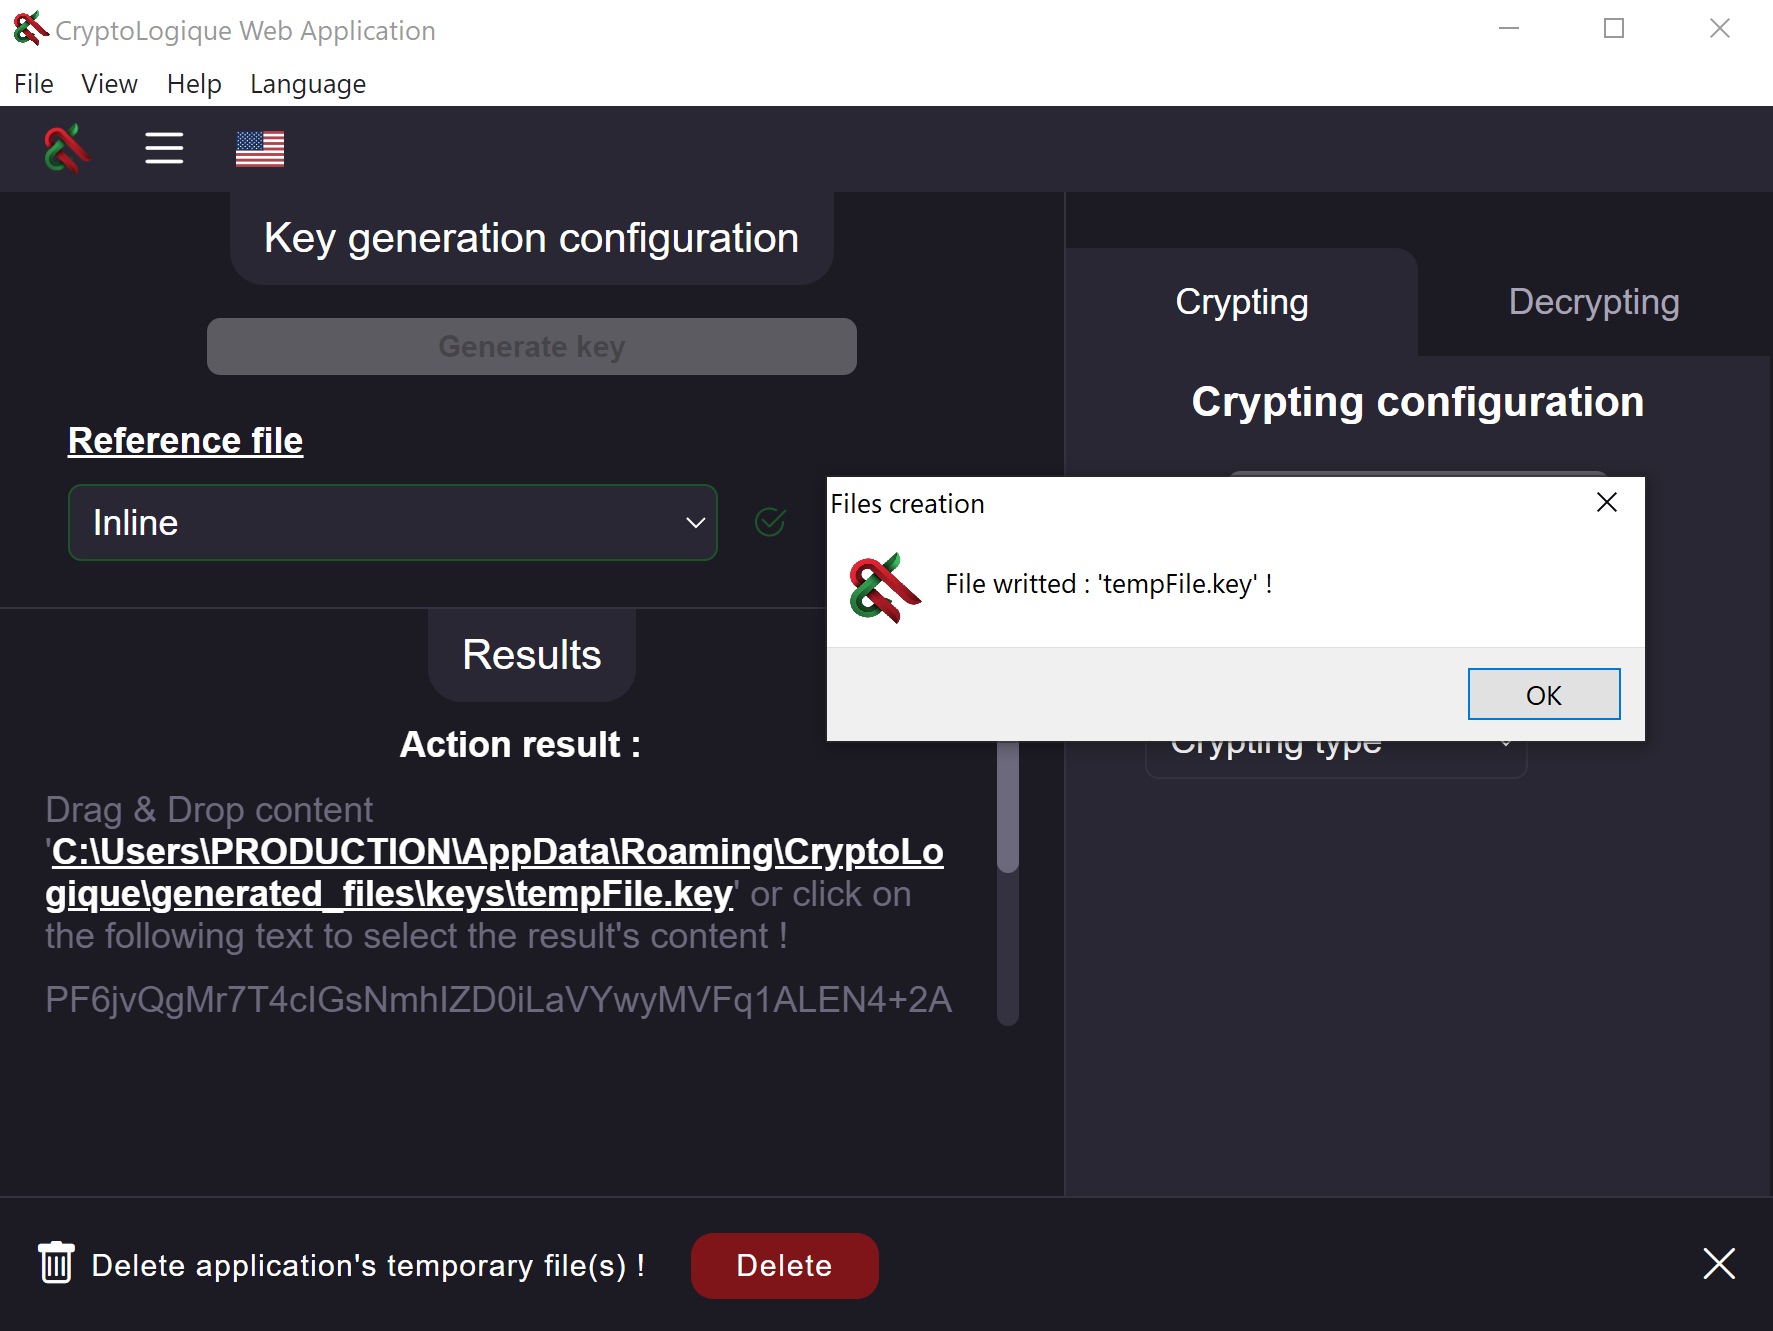 CryptoLogique Web Application
File View Help Language
Key generation configuration
Generate key
Reference file
Inline
Results
Action result :
Drag & Drop content
'C:\Users\PRODUCTION\AppData\Roaming\CryptoLo
gique\generated_files\keys\tempFile.key' or click on
the following text to select the result's content !
PF6jvQgMr7T4cIGsNmhIZD0iLaVYwyMVFq1ALEN4+2A
Crypting
Decrypting
Crypting configuration
Files creation
File writted : 'tempFile.key' !
OK
Crypting type
Delete application's temporary file(s) !
Delete